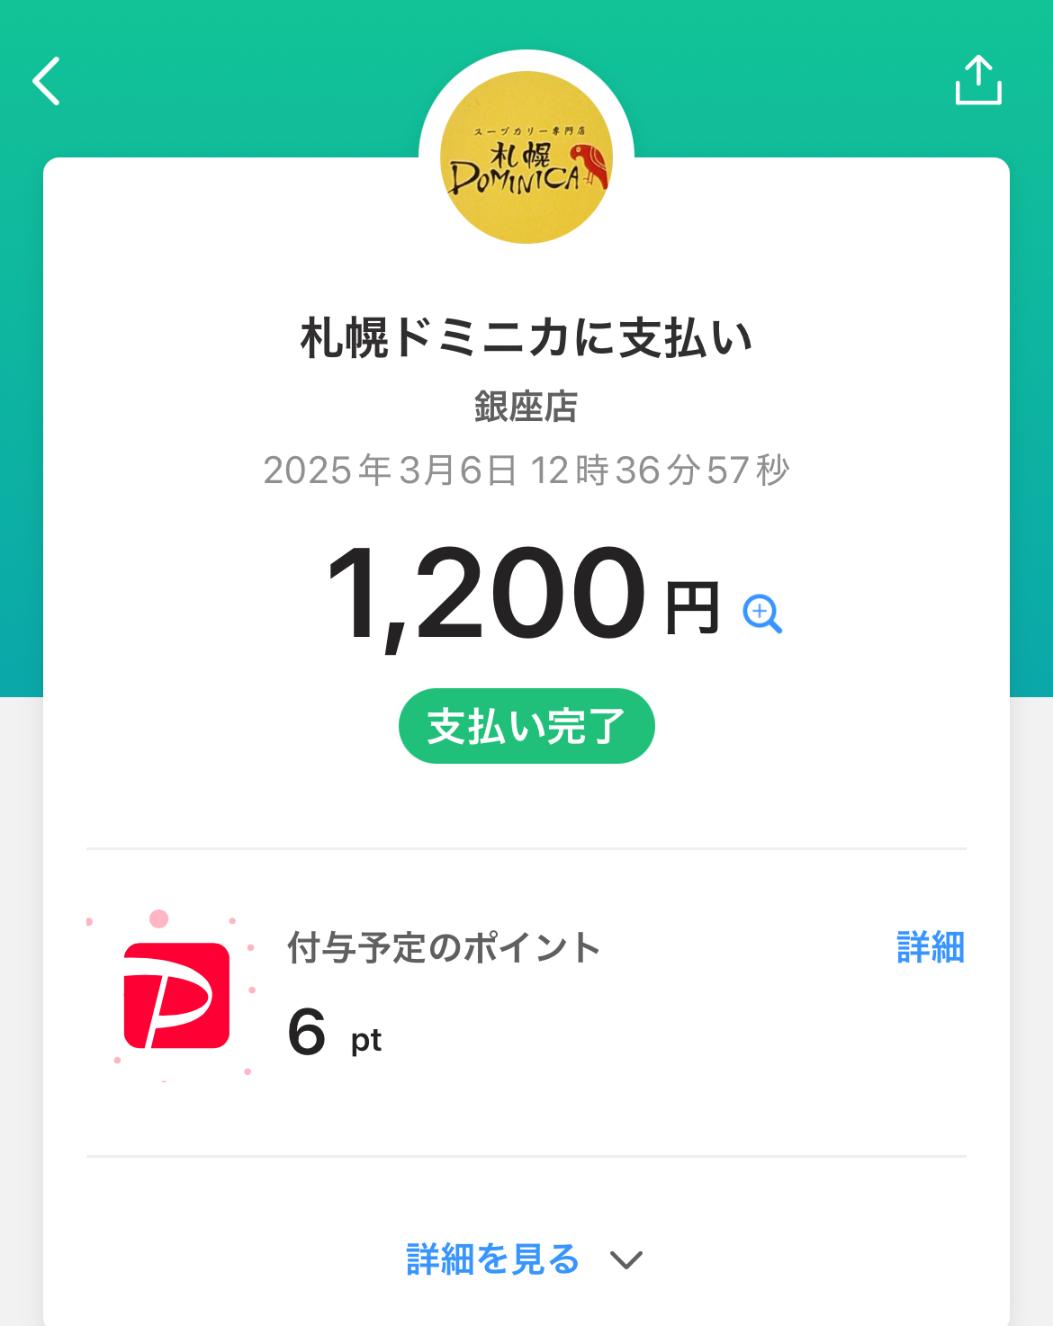 スープカリー専門店
札幌
DOMINICA
札幌ドミニカに支払い
銀座店
2025年3月6日 12時36分57秒
1,200 円
支払い完了
付与予定のポイント
詳細
6 pt
詳細を見る